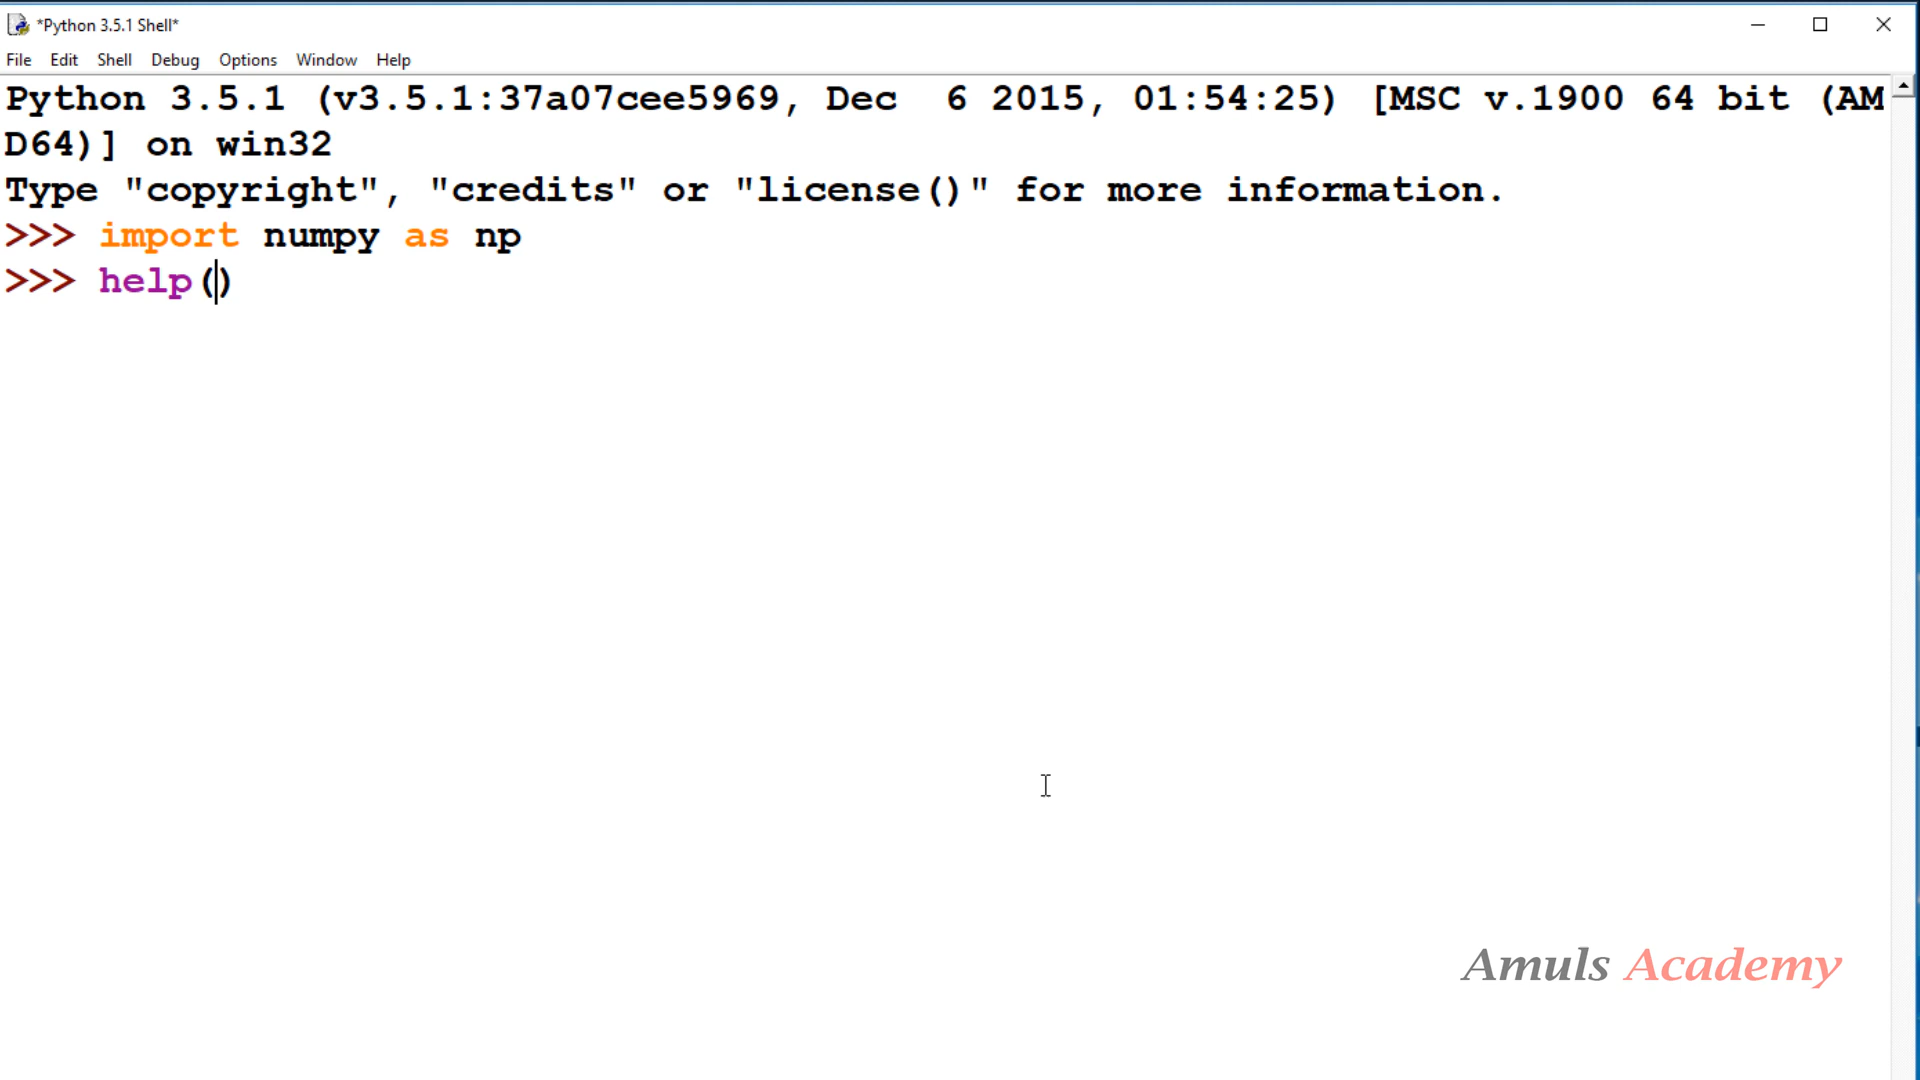 *Python 3.5.1 Shell*
File Edit Shell Debug Options Window Help
Python 3.5.1 (v3.5.1:37a07cee5969, Dec  6 2015, 01:54:25) [MSC v.1900 64 bit (AM
D64)] on win32
Type "copyright", "credits" or "license()" for more information.
>>> import numpy as np
>>> help()
Amuls Academy